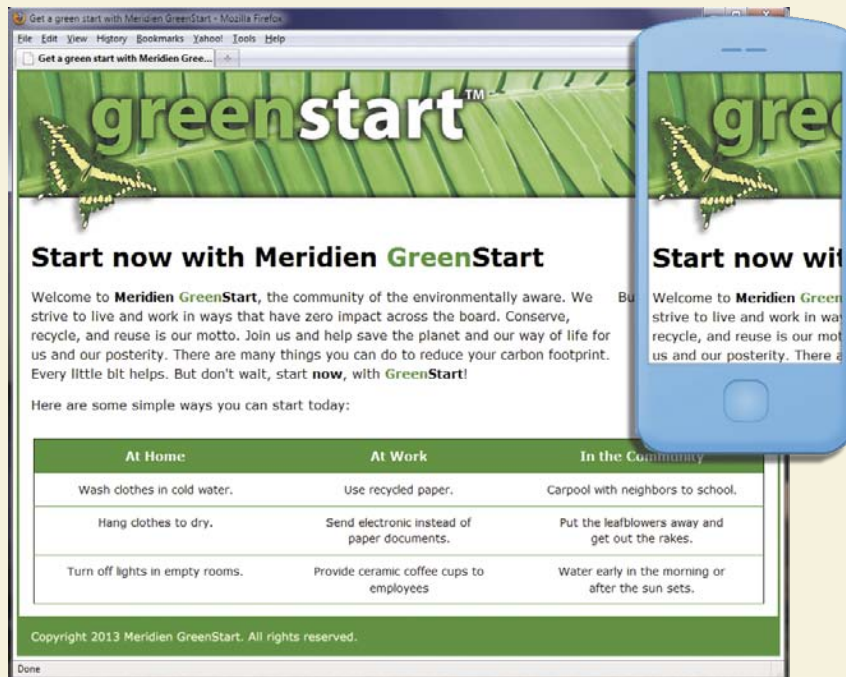 Get a green start with Meridien GreenStart - Mozilla Firefox
File Edit View History Bookmarks Yahoo! Tools Help
Get a green start with Meridien Gree...
greenstart™
Start now with Meridien GreenStart
Welcome to Meridien GreenStart, the community of the environmentally aware. We Bu
strive to live and work in ways that have zero impact across the board. Conserve,
recycle, and reuse is our motto. Join us and help save the planet and our way of life for
us and our posterity. There are many things you can do to reduce your carbon footprint.
Every little bit helps. But don't wait, start now, with GreenStart!
Here are some simple ways you can start today:
At Home At Work In the Community
Wash clothes in cold water. Use recycled paper. Carpool with neighbors to school.
Hang clothes to dry. Send electronic instead of
paper documents. Put the leafblowers away and
get out the rakes.
Turn off lights in empty rooms. Provide ceramic coffee cups to
employees Water early in the morning or
after the sun sets.
Copyright 2013 Meridien GreenStart. All rights reserved.
Done
gree
Start now wit
Welcome to Meridien Green
strive to live and work in way
recycle, and reuse is our mot
us and our posterity. There a